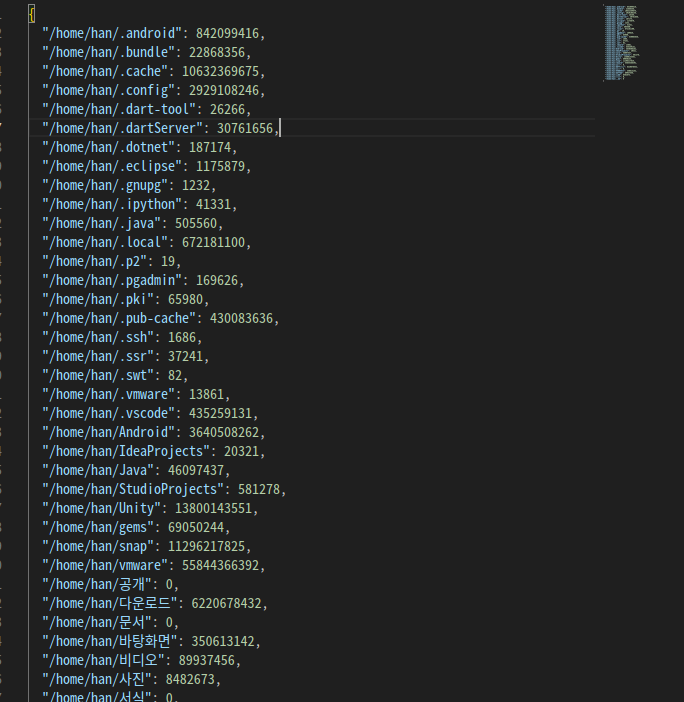 {
"/home/han/.android": 842099416,
"/home/han/.bundle": 22868356,
"/home/han/.cache": 10632369675,
"/home/han/.config": 2929108246,
"/home/han/.dart-tool": 26266,
"/home/han/.dartServer": 30761656,
"/home/han/.dotnet": 187174,
"/home/han/.eclipse": 1175879,
"/home/han/.gnupg": 1232,
"/home/han/.ipython": 41331,
"/home/han/.java": 505560,
"/home/han/.local": 672181100,
"/home/han/.p2": 19,
"/home/han/.pgadmin": 169626,
"/home/han/.pki": 65980,
"/home/han/.pub-cache": 430083636,
"/home/han/.ssh": 1686,
"/home/han/.ssr": 37241,
"/home/han/.swt": 82,
"/home/han/.vmware": 13861,
"/home/han/.vscode": 435259131,
"/home/han/Android": 3640508262,
"/home/han/IdeaProjects": 20321,
"/home/han/Java": 46097437,
"/home/han/StudioProjects": 581278,
"/home/han/Unity": 13800143551,
"/home/han/gems": 69050244,
"/home/han/snap": 11296217825,
"/home/han/vmware": 55844366392,
"/home/han/공개": 0,
"/home/han/다운로드": 6220678432,
"/home/han/문서": 0,
"/home/han/바탕화면": 350613142,
"/home/han/비디오": 89937456,
"/home/han/사진": 8482673,
"/home/han/서식": 0,